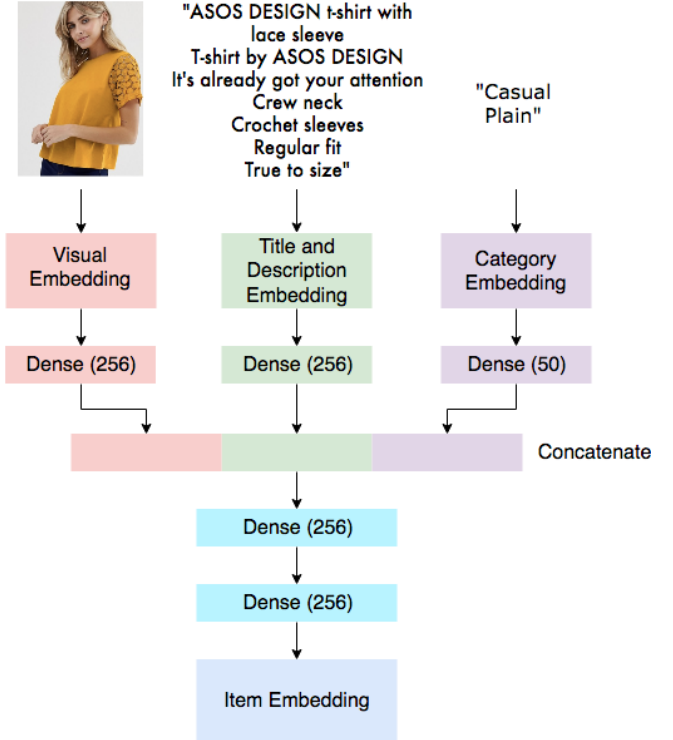 "ASOS DESIGN t-shirt with
lace sleeve
T-shirt by ASOS DESIGN
It's already got your attention
Crew neck
Crochet sleeves
Regular fit
True to size"
"Casual
Plain"
Visual
Embedding
Title and
Description
Embedding
Category
Embedding
Dense (256)
Dense (256)
Dense (50)
Concatenate
Dense (256)
Dense (256)
Item Embedding